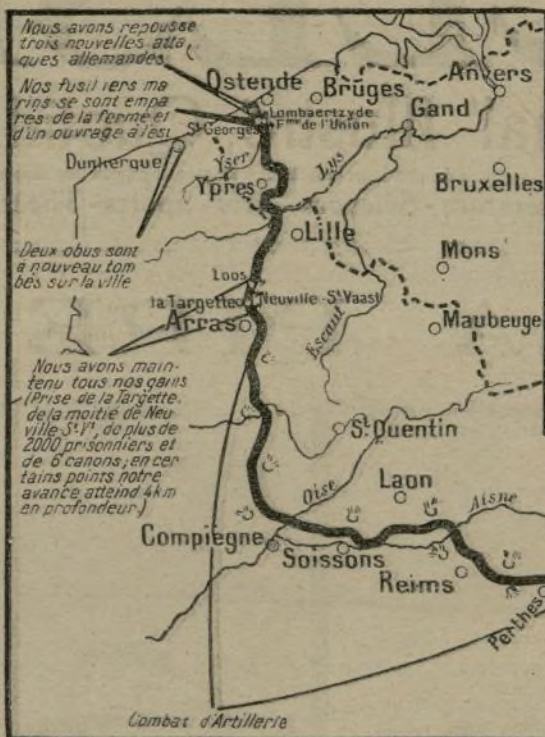 Nous avons repoussé
trois nouvelles atta
ques allemandes
Nos fusiliers ma
rins se sont empa
rés de la ferme et
d'un ouvrage à l'est
Ostende
Bruges
Anvers
Lombaertzyde
Fme de l'Union
Gand
St Georges
Dunkerque
Yser
Lys
Ypres
Bruxelles
Lille
Deux obus sont
à nouveau tom
bés sur la ville
Mons
Loos
la Targette
Neuville-St Vaast
Arras
Escaut
Maubeuge
Nous avons main-
tenu tous nos gains
(Prise de la Targette.
de la moitié de Neu
ville-St-Vt, de plus de
2000 prisonniers et
de 6 canons; en cer
tains points notre
avance atteind 4km
en profondeur.)
St Quentin
Oise
Laon
Aisne
Compiègne
Soissons
Reims
Perthes
Combat d'Artillerie